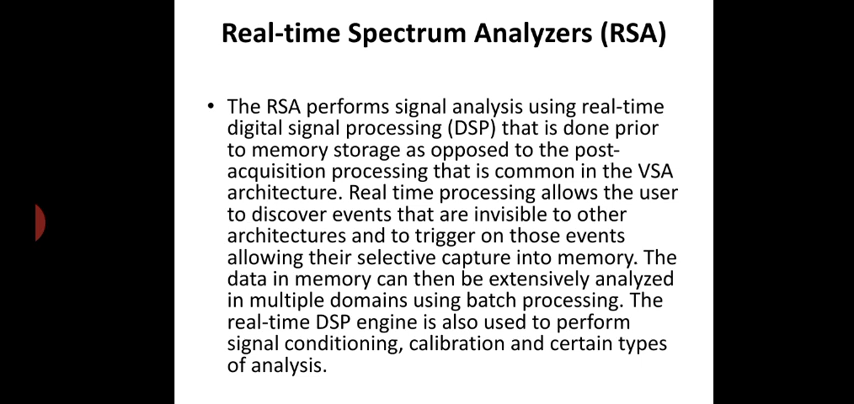 Real-time Spectrum Analyzers (RSA)
• The RSA performs signal analysis using real-time
digital signal processing (DSP) that is done prior
to memory storage as opposed to the post-
acquisition processing that is common in the VSA
architecture. Real time processing allows the user
to discover events that are invisible to other
architectures and to trigger on those events
allowing their selective capture into memory. The
data in memory can then be extensively analyzed
in multiple domains using batch processing. The
real-time DSP engine is also used to perform
signal conditioning, calibration and certain types
of analysis.